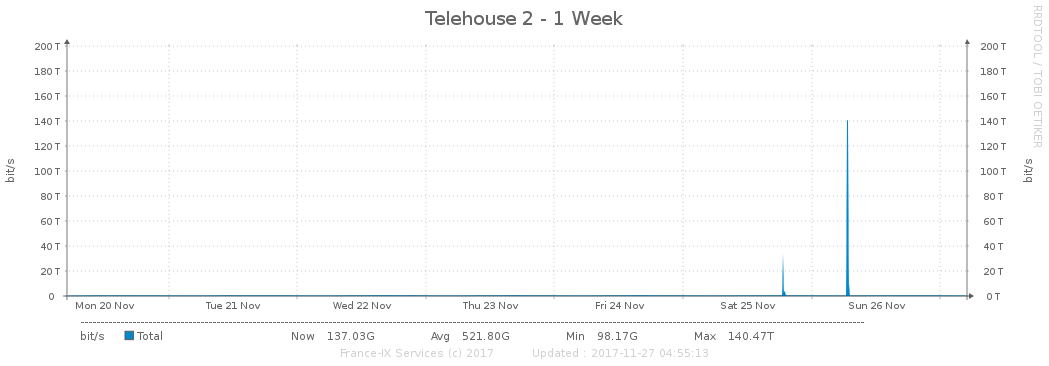 Telehouse 2 - 1 Week
RRDTOOL / TOBI OETIKER
200 T 200 T
180 T 180 T
160 T 160 T
140 T 140 T
120 T 120 T
100 T 100 T
80 T 80 T
60 T 60 T
40 T 40 T
20 T 20 T
0 0 T
bit/s bit/s
Mon 20 Nov Tue 21 Nov Wed 22 Nov Thu 23 Nov Fri 24 Nov Sat 25 Nov Sun 26 Nov
bit/s Total Now 137.03G Avg 521.80G Min 98.17G Max 140.47T
France-IX Services (c) 2017 Updated : 2017-11-27 04:55:13